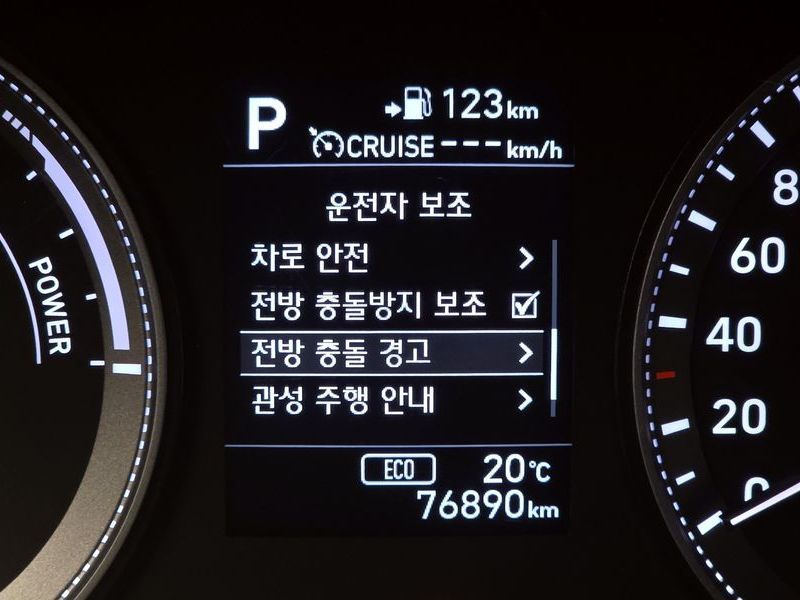 P
123km
CRUISE ---km/h
운전자 보조
차로 안전
전방 충돌방지 보조
전방 충돌 경고
관성 주행 안내
ECO 20°C
76890km
POWER
8
60
40
20
0